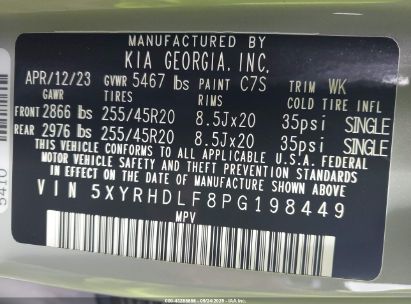 MANUFACTURED BY
KIA GEORGIA, INC.
APR/12/23 GVWR 5467 lbs PAINT C7S TRIM WK
GAWR TIRES RIMS COLD TIRE INFL
FRONT 2866 lbs 255/45R20 8.5Jx20 35psi SINGLE
REAR 2976 lbs 255/45R20 8.5Jx20 35psi SINGLE
THIS VEHICLE CONFORMS TO ALL APPLICABLE U.S.A. FEDERAL
MOTOR VEHICLE SAFETY AND THEFT PREVENTION STANDARDS
IN EFFECT ON THE DATE OF MANUFACTURE SHOWN ABOVE.
VIN 5XYRHDLF8PG198449
MPV
5410